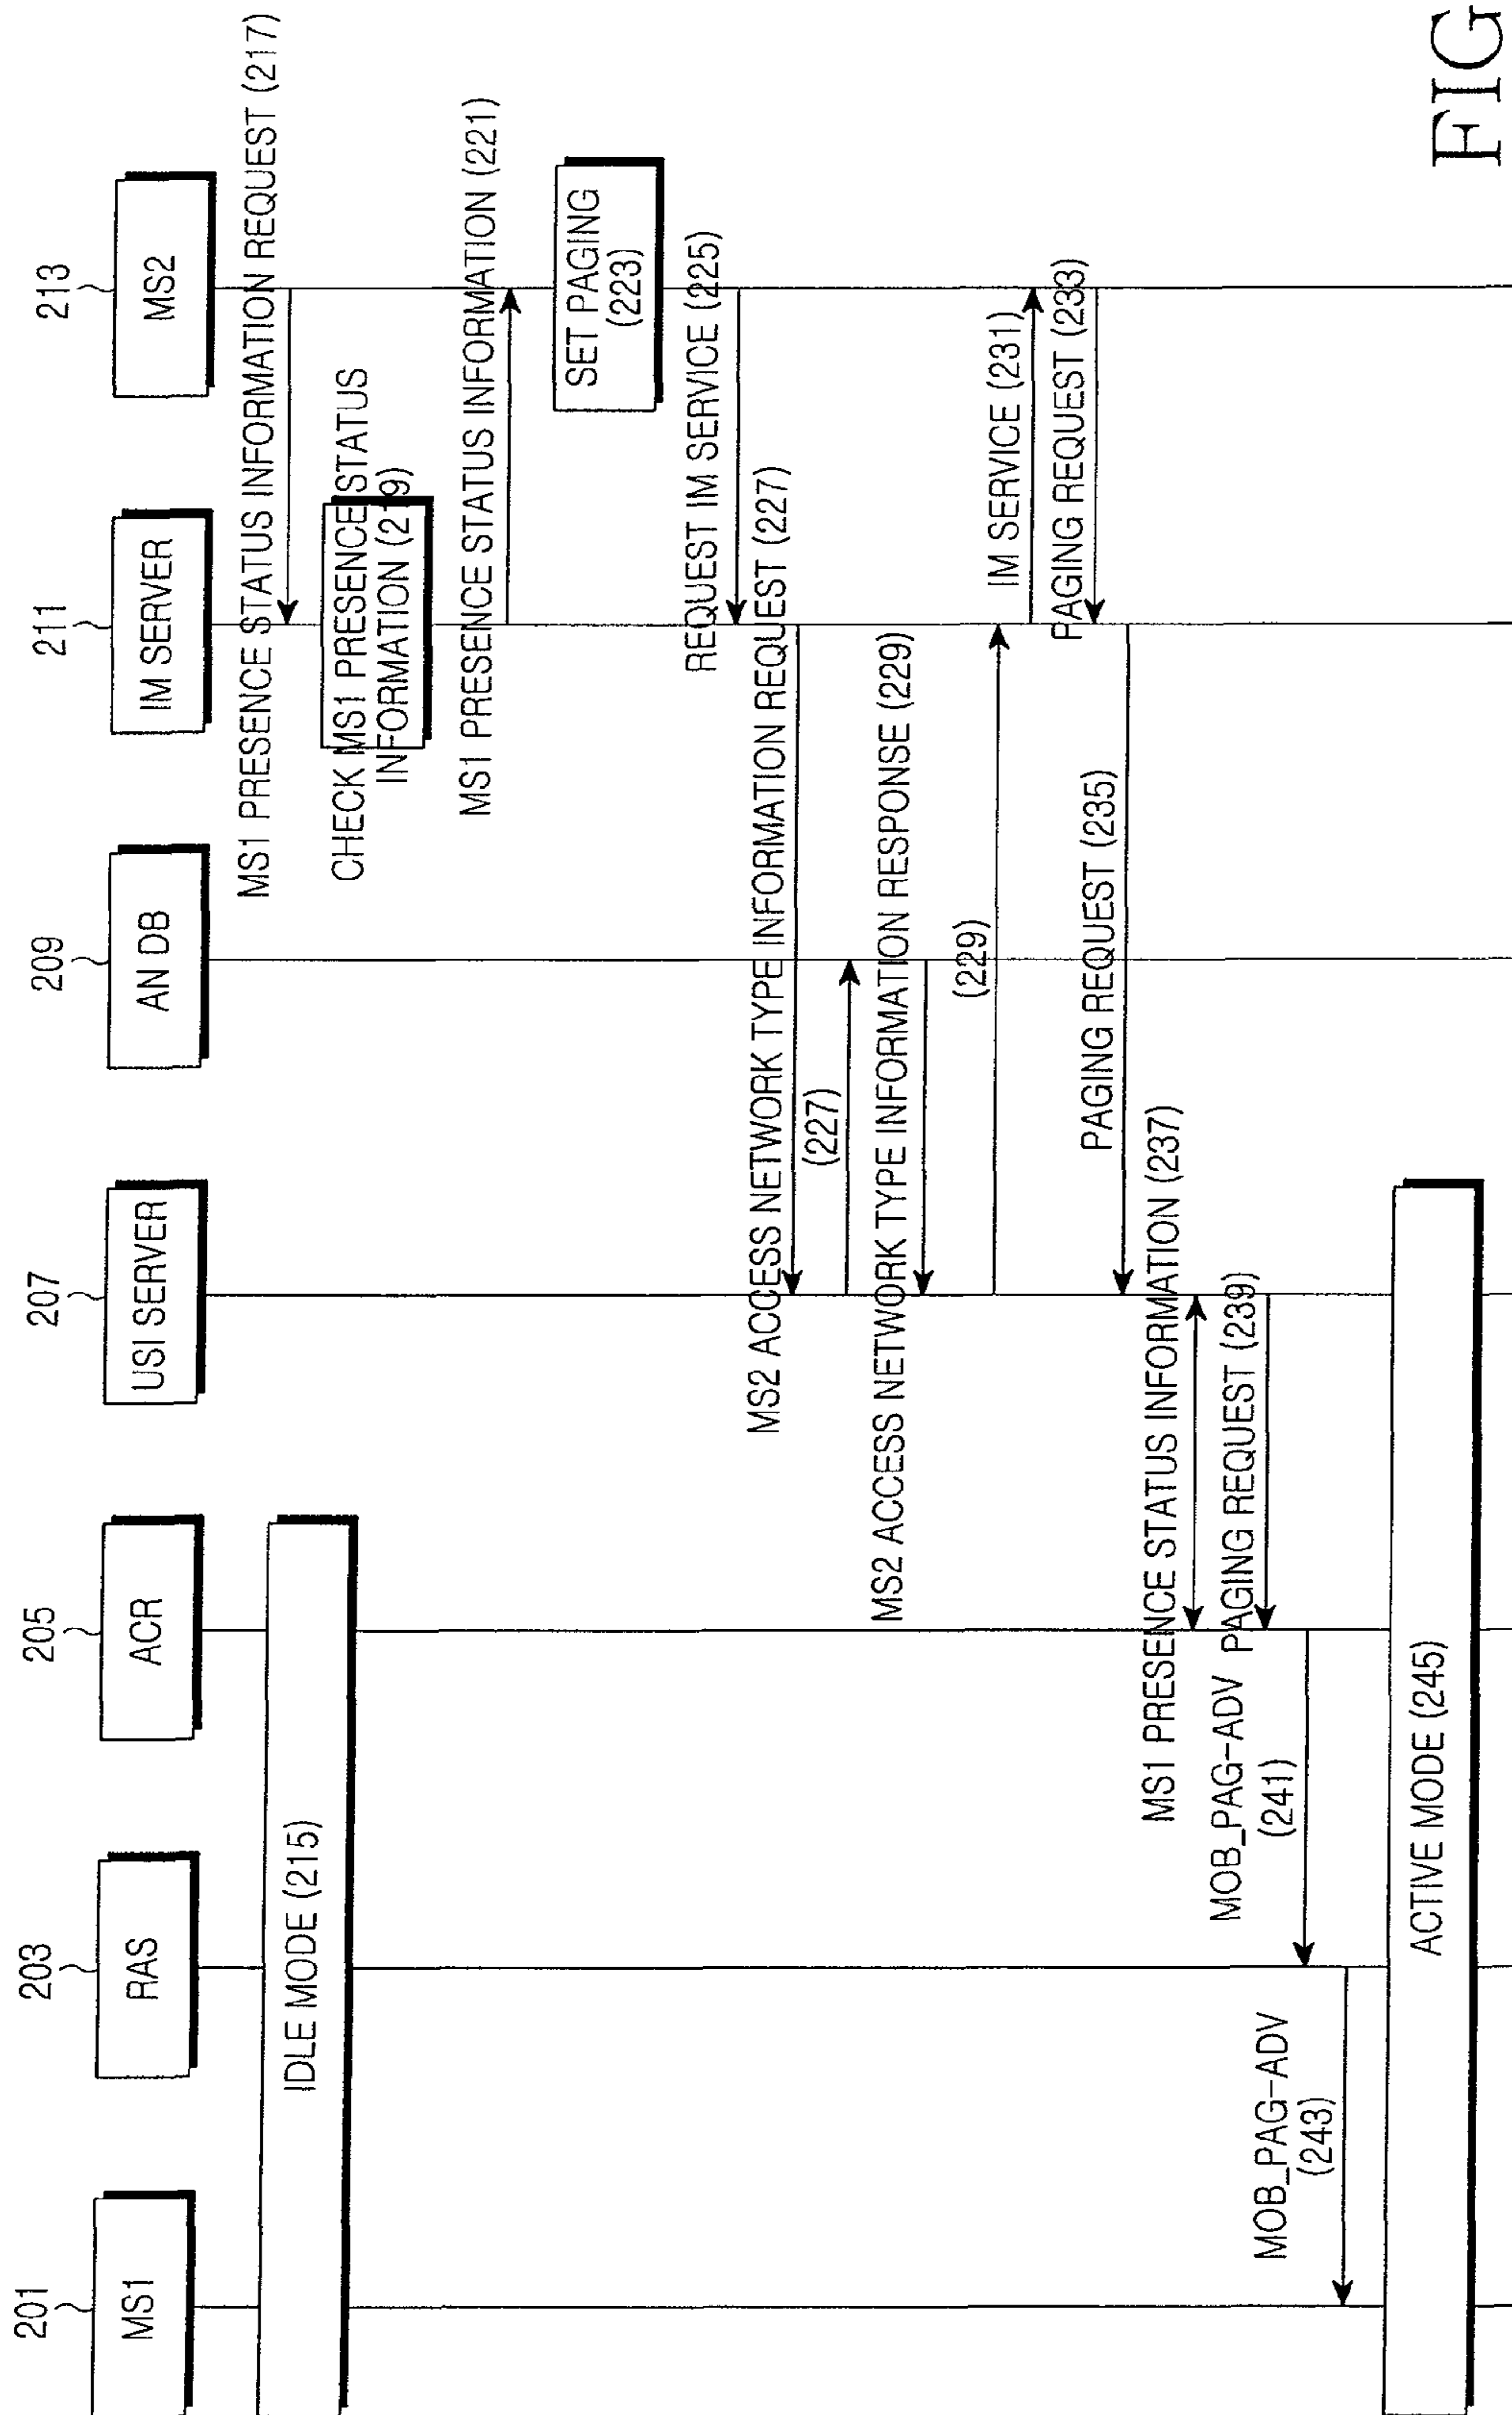 201
203
205
207
209
211
213
MS1
RAS
ACR
USI SERVER
AN DB
IM SERVER
MS2
MS1 PRESENCE STATUS INFORMATION REQUEST (217)
IDLE MODE (215)
CHECK MS1 PRESENCE STATUS
INFORMATION (219)
MS1 PRESENCE STATUS INFORMATION (221)
SET PAGING
(223)
REQUEST IM SERVICE (225)
MS2 ACCESS NETWORK TYPE INFORMATION REQUEST (227)
(227)
MS2 ACCESS NETWORK TYPE INFORMATION RESPONSE (229)
(229)
IM SERVICE (231)
PAGING REQUEST (233)
PAGING REQUEST (235)
MS1 PRESENCE STATUS INFORMATION (237)
PAGING REQUEST (239)
MOB_PAG-ADV
(241)
MOB_PAG-ADV
(243)
ACTIVE MODE (245)
FIG